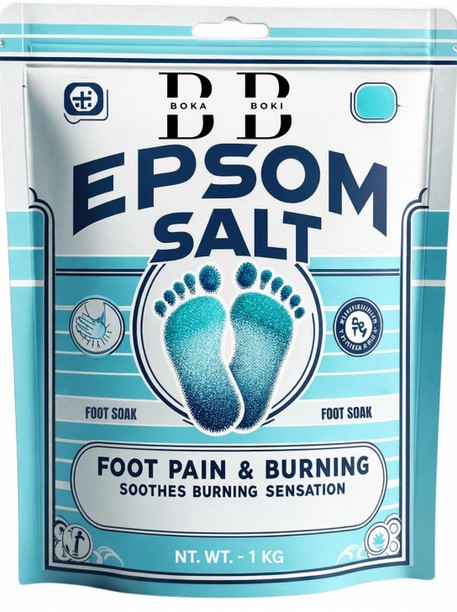 BOKA BOKI
EPSOM
SALT
FOOT SOAK FOOT SOAK
FOOT PAIN & BURNING
SOOTHES BURNING SENSATION
NT. WT. - 1 KG